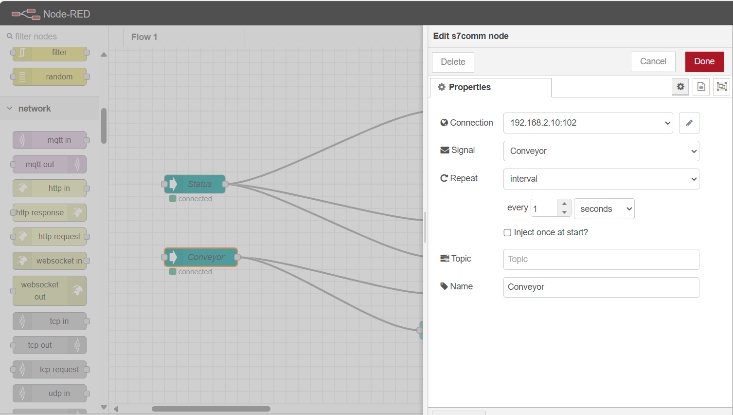 Node-RED
filter nodes
filter
random
network
mqtt in
mqtt out
http in
http response
http request
websocket in
websocket
out
tcp in
tcp out
tcp request
udp in
Flow 1
Status
connected
Conveyor
connected
Edit s7comm node
Delete
Cancel
Done
Properties
Connection
192.168.2.10:102
Signal
Conveyor
Repeat
interval
every 1 seconds
Inject once at start?
Topic
Topic
Name
Conveyor